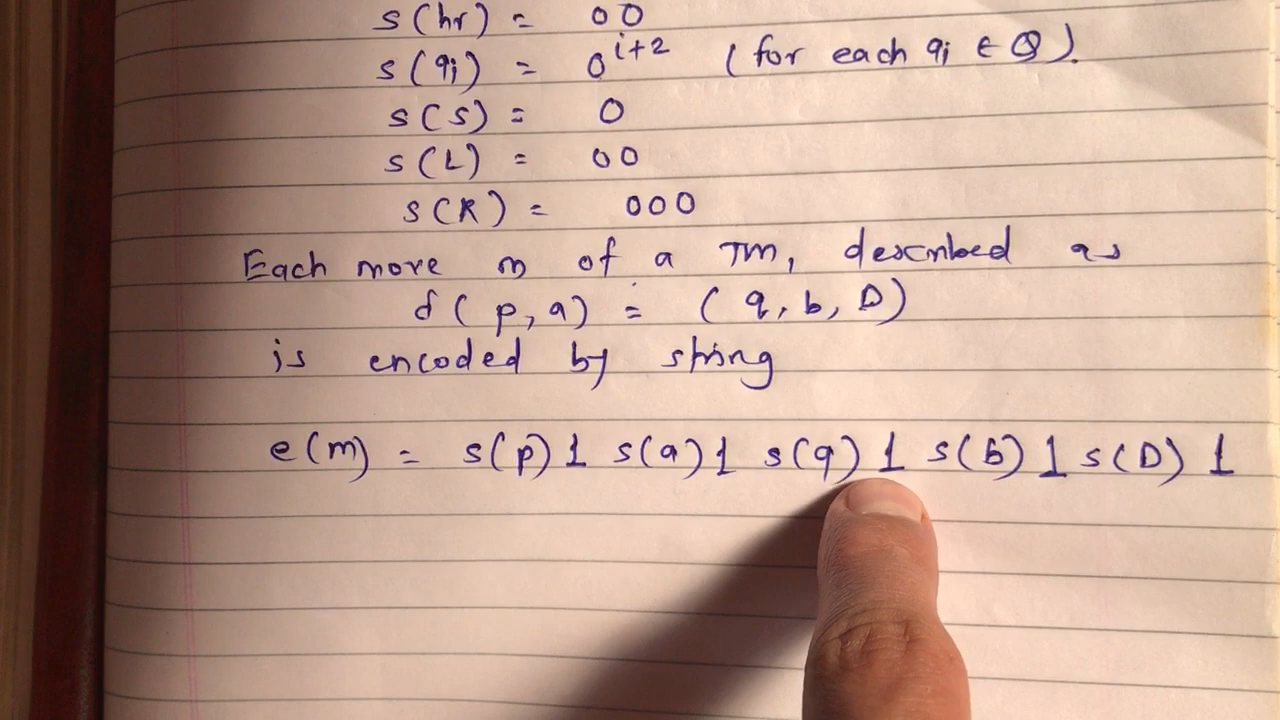 s(hr) = 00
s(qi) = 0^{i+2} (for each qi ∈ Q).
s(S) = 0
s(L) = 00
s(R) = 000
Each move m of a TM, described as
δ(p,a) = (q, b, D)
is encoded by string
e(m) = s(p)1 s(a)1 s(q)1 s(b)1 s(D)1